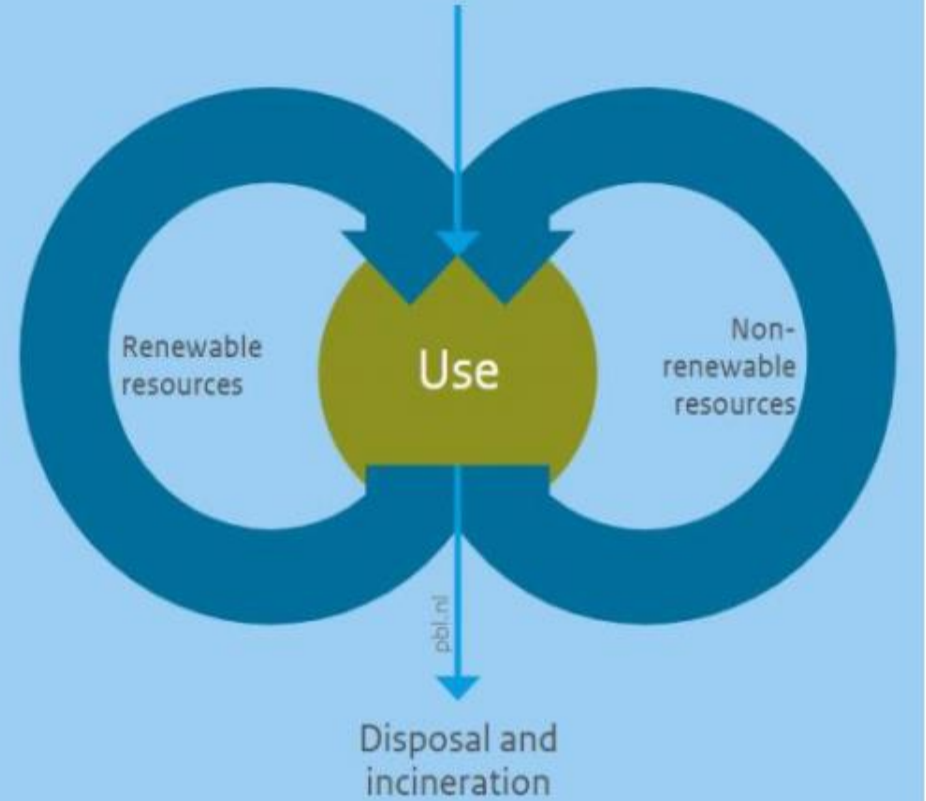 Renewable
resources
Use
Non-
renewable
resources
pbl.nl
Disposal and
incineration